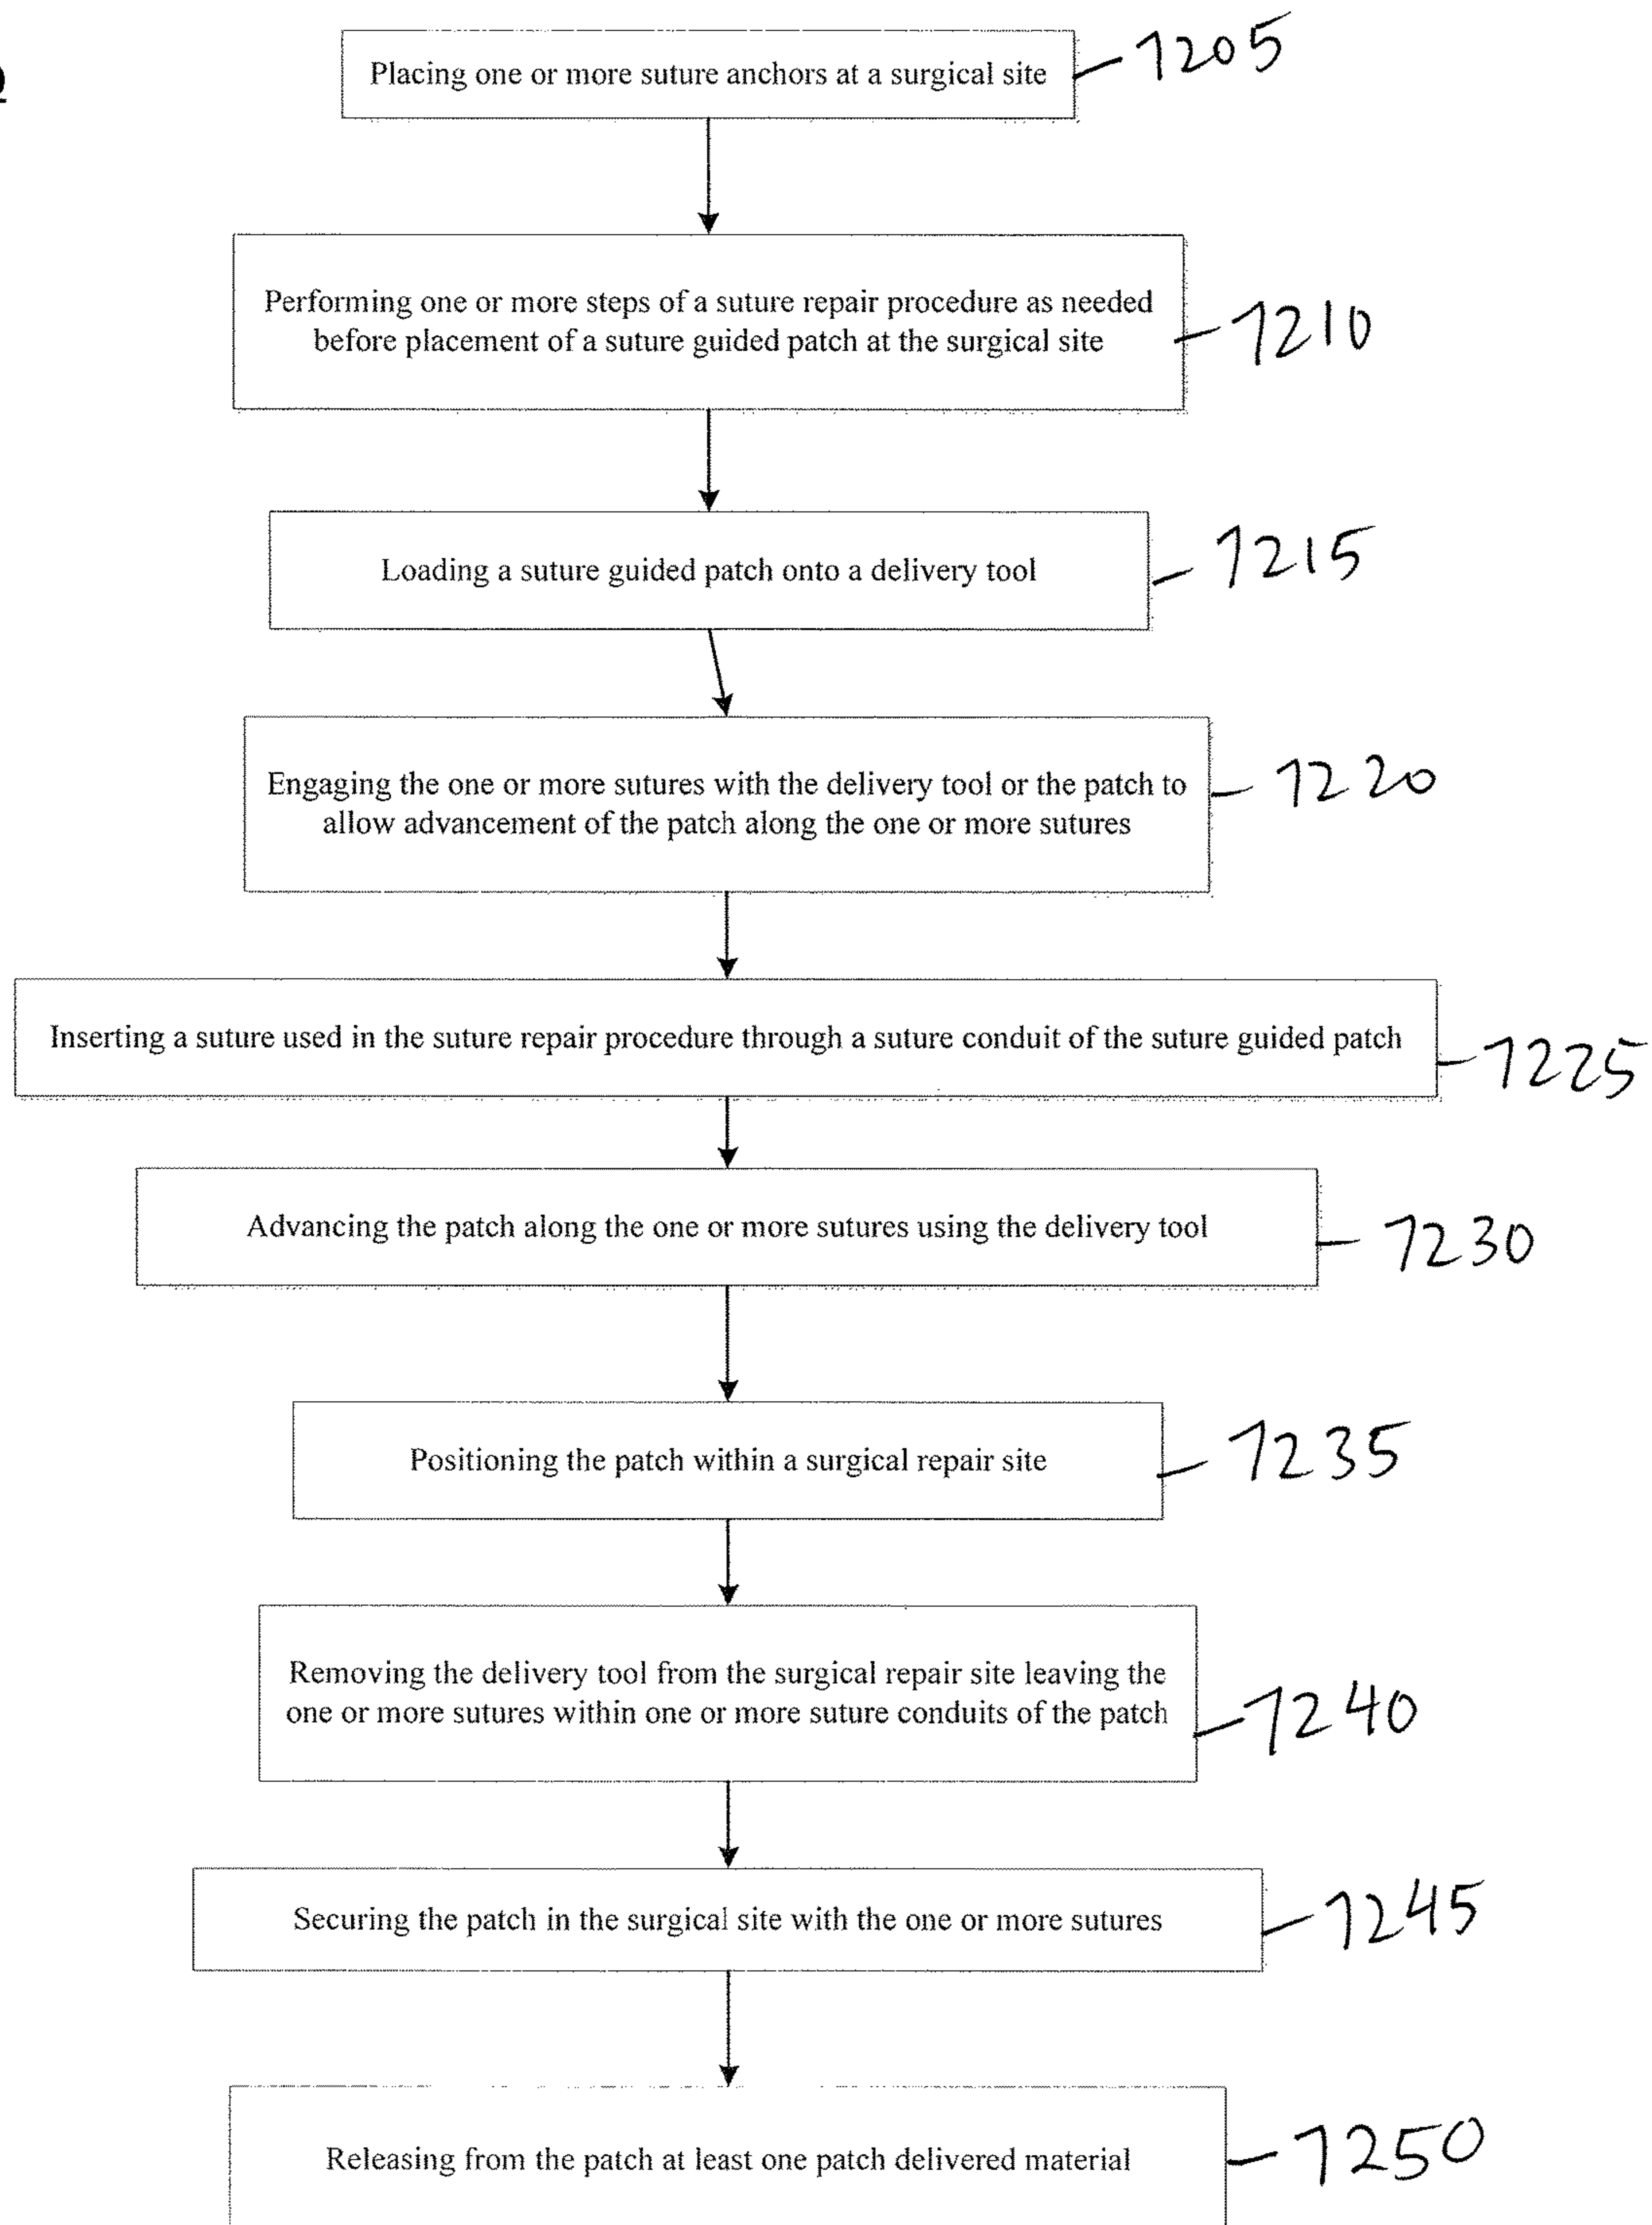 Placing one or more suture anchors at a surgical site
1205
Performing one or more steps of a suture repair procedure as needed
before placement of a suture guided patch at the surgical site
1210
Loading a suture guided patch onto a delivery tool
1215
Engaging the one or more sutures with the delivery tool or the patch to
allow advancement of the patch along the one or more sutures
1220
Inserting a suture used in the suture repair procedure through a suture conduit of the suture guided patch
1225
Advancing the patch along the one or more sutures using the delivery tool
1230
Positioning the patch within a surgical repair site
1235
Removing the delivery tool from the surgical repair site leaving the
one or more sutures within one or more suture conduits of the patch
1240
Securing the patch in the surgical site with the one or more sutures
1245
Releasing from the patch at least one patch delivered material
1250